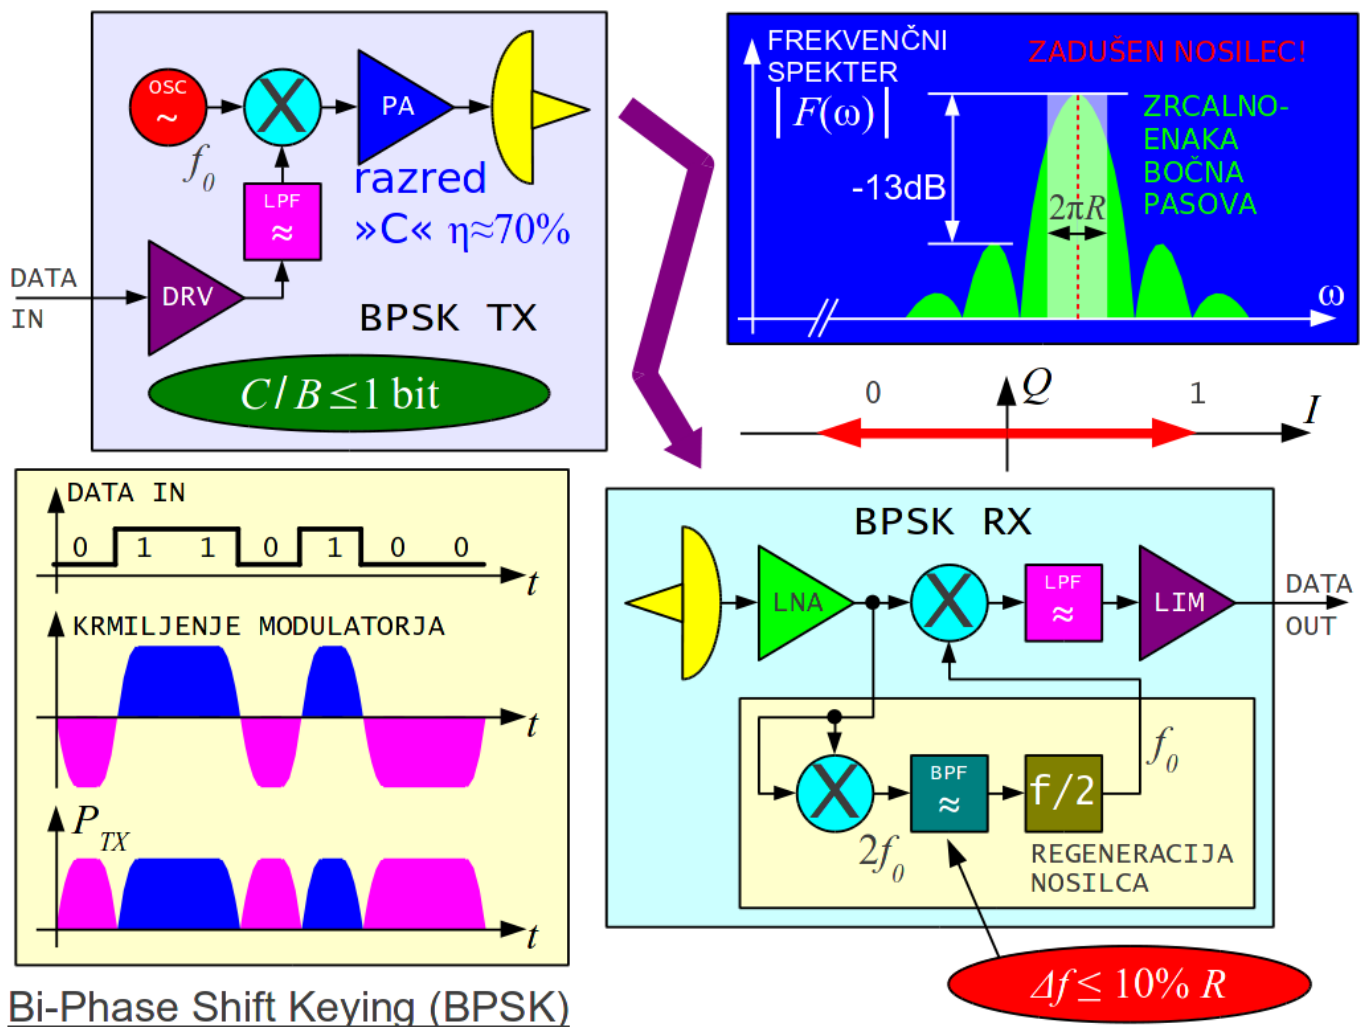 OSC
~
X
PA
f₀
LPF
≈
razred
»C« η≈70%
DATA
IN
DRV
BPSK TX
C/B≤1 bit
FREKVENČNI
SPEKTER
|F(ω)|
ZADUŠEN NOSILEC!
ZRCALNO-
ENAKA
BOČNA
PASOVA
-13dB
2πR
ω
0
Q
1
I
DATA IN
0 1 1 0 1 0 0
t
KRMILJENJE MODULATORJA
t
P_TX
t
BPSK RX
LNA
X
LPF
≈
LIM
DATA
OUT
X
2f₀
BPF
≈
f/2
f₀
REGENERACIJA
NOSILCA
Δf≤ 10% R
Bi-Phase Shift Keying (BPSK)